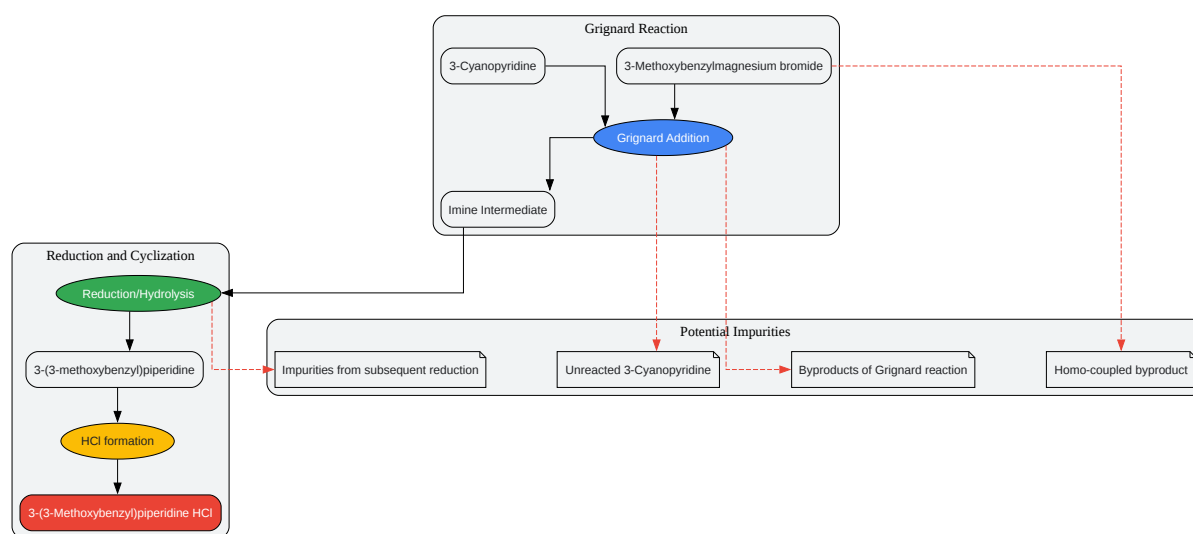 Grignard Reaction
3-Cyanopyridine
3-Methoxybenzylmagnesium bromide
Grignard Addition
Imine Intermediate
Reduction and Cyclization
Reduction/Hydrolysis
3-(3-methoxybenzyl)piperidine
HCl formation
3-(3-Methoxybenzyl)piperidine HCl
Potential Impurities
Impurities from subsequent reduction
Unreacted 3-Cyanopyridine
Byproducts of Grignard reaction
Homo-coupled byproduct